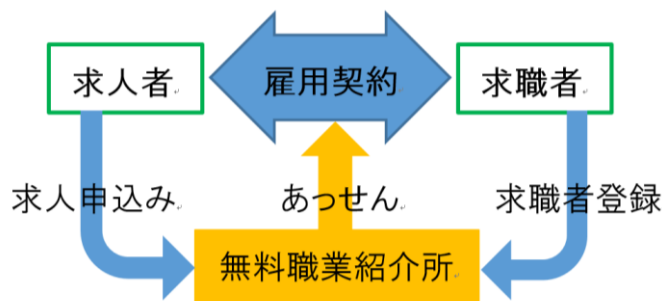 求人者
雇用契約
求職者
求人申込み
あっせん
求職者登録
無料職業紹介所